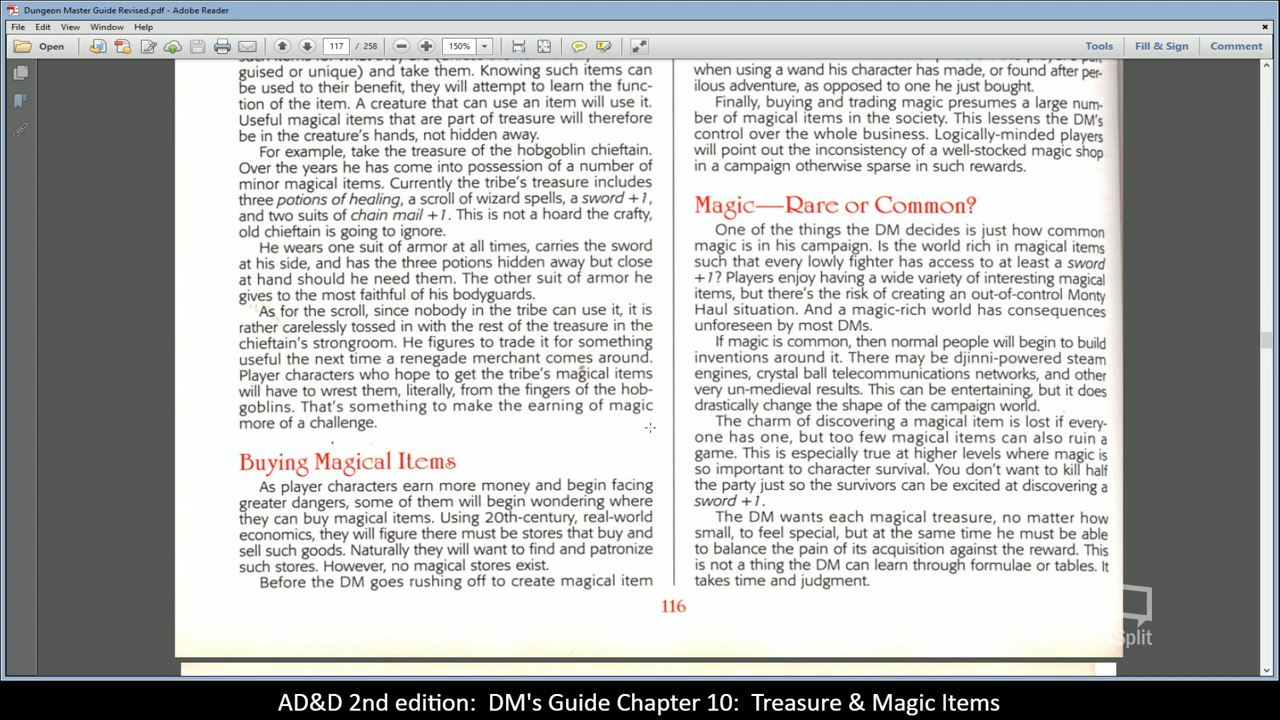 Dungeon Master Guide Revised.pdf - Adobe Reader
File Edit View Window Help
Open
117 / 258
150%
Tools
Fill & Sign
Comment
guised or unique) and take them. Knowing such items can
be used to their benefit, they will attempt to learn the func-
tion of the item. A creature that can use an item will use it.
Useful magical items that are part of treasure will therefore
be in the creature's hands, not hidden away.
For example, take the treasure of the hobgoblin chieftain.
Over the years he has come into possession of a number of
minor magical items. Currently the tribe's treasure includes
three potions of healing, a scroll of wizard spells, a sword +1,
and two suits of chain mail +1. This is not a hoard the crafty,
old chieftain is going to ignore.
He wears one suit of armor at all times, carries the sword
at his side, and has the three potions hidden away but close
at hand should he need them. The other suit of armor he
gives to the most faithful of his bodyguards.
As for the scroll, since nobody in the tribe can use it, it is
rather carelessly tossed in with the rest of the treasure in the
chieftain's strongroom. He figures to trade it for something
useful the next time a renegade merchant comes around.
Player characters who hope to get the tribe's magical items
will have to wrest them, literally, from the fingers of the hob-
goblins. That's something to make the earning of magic
more of a challenge.
Buying Magical Items
As player characters earn more money and begin facing
greater dangers, some of them will begin wondering where
they can buy magical items. Using 20th-century, real-world
economics, they will figure there must be stores that buy and
sell such goods. Naturally they will want to find and patronize
such stores. However, no magical stores exist.
Before the DM goes rushing off to create magical item
when using a wand his character has made, or found after per-
ilous adventure, as opposed to one he just bought.
Finally, buying and trading magic presumes a large num-
ber of magical items in the society. This lessens the DM's
control over the whole business. Logically-minded players
will point out the inconsistency of a well-stocked magic shop
in a campaign otherwise sparse in such rewards.
Magic—Rare or Common?
One of the things the DM decides is just how common
magic is in his campaign. Is the world rich in magical items
such that every lowly fighter has access to at least a sword
+1? Players enjoy having a wide variety of interesting magical
items, but there's the risk of creating an out-of-control Monty
Haul situation. And a magic-rich world has consequences
unforeseen by most DMs.
If magic is common, then normal people will begin to build
inventions around it. There may be djinni-powered steam
engines, crystal ball telecommunications networks, and other
very un-medieval results. This can be entertaining, but it does
drastically change the shape of the campaign world.
The charm of discovering a magical item is lost if every-
one has one, but too few magical items can also ruin a
game. This is especially true at higher levels where magic is
so important to character survival. You don't want to kill half
the party just so the survivors can be excited at discovering a
sword +1.
The DM wants each magical treasure, no matter how
small, to feel special, but at the same time he must be able
to balance the pain of its acquisition against the reward. This
is not a thing the DM can learn through formulae or tables. It
takes time and judgment.
116
Split
AD&D 2nd edition: DM's Guide Chapter 10: Treasure & Magic Items